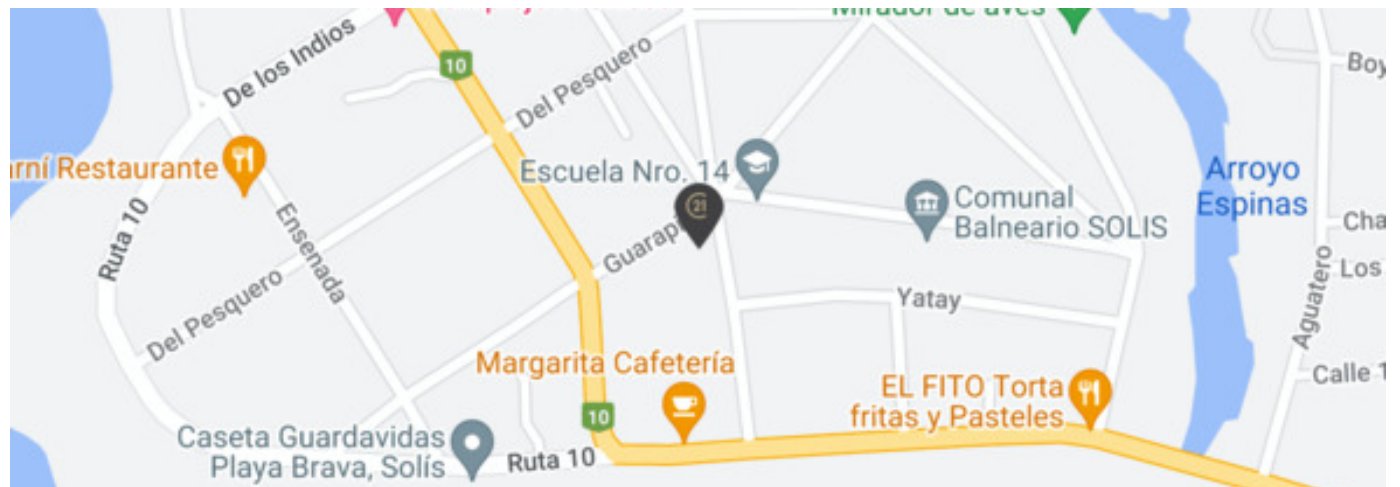 Mirador de aves
De los Indios
10
Del Pesquero
Boy
Escuela Nro. 14
Arroyo
Espinas
rní Restaurante
21
Comunal
Balneario SOLIS
Cha
Ruta 10
Ensenada
Guarapi
Los
Yatay
Aguatero
Del Pesquero
Margarita Cafetería
EL FITO Torta
fritas y Pasteles
Calle 1
10
Caseta Guardavidas
Playa Brava, Solís
Ruta 10